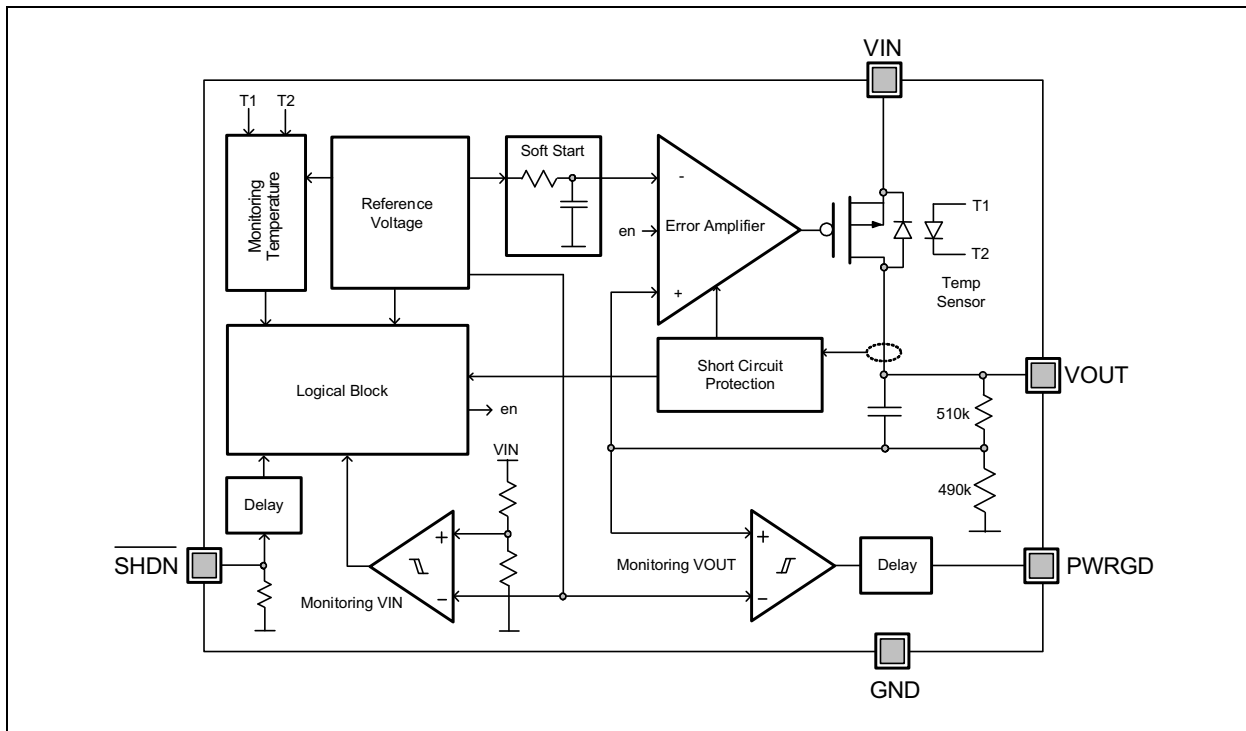 VIN
T1 T2
Monitoring
Temperature
Reference
Voltage
Soft Start
-
en
Error Amplifier
+
T1
T2
Temp
Sensor
Short Circuit
Protection
VOUT
Logical Block
en
510k
490k
VIN
Delay
SHDN
+
−
Monitoring VIN
Monitoring VOUT
+
−
Delay
PWRGD
GND